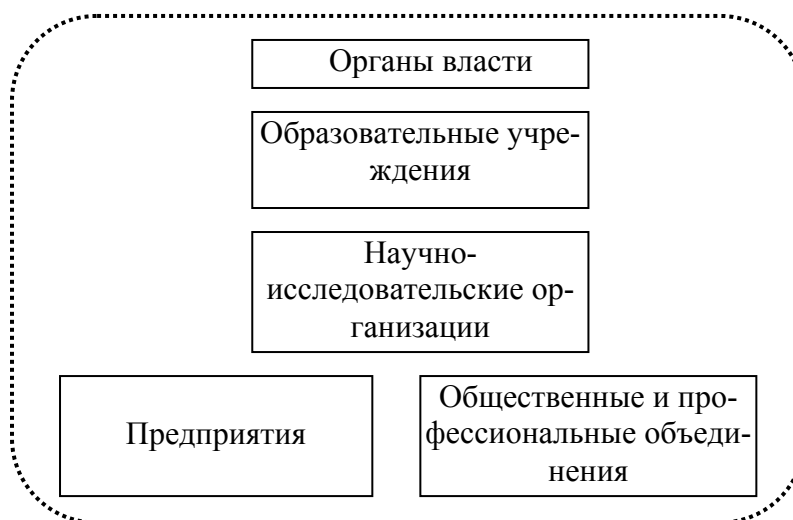 Органы власти
Образовательные учре-
ждения
Научно-
исследовательские ор-
ганизации
Предприятия
Общественные и про-
фессиональные объеди-
нения